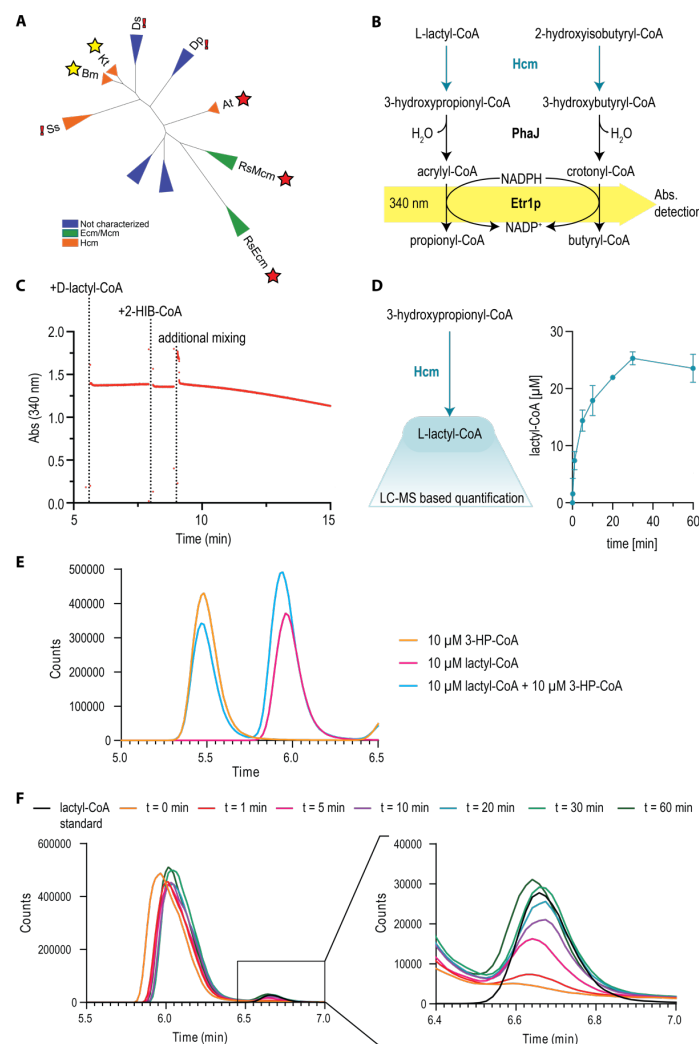 A
Ds
Dp
Kt
Bm
Ss
At
RsMcm
RsEcm
Not characterized
Ecm/Mcm
Hcm
B
L-lactyl-CoA 2-hydroxyisobutyryl-CoA
Hcm
3-hydroxypropionyl-CoA 3-hydroxybutyryl-CoA
H2O PhaJ H2O
acrylyl-CoA crotonyl-CoA
NADPH
340 nm Etr1p Abs. detection
NADP+
propionyl-CoA butyryl-CoA
C
+D-lactyl-CoA
+2-HIB-CoA
additional mixing
Abs (340 nm)
2.0
1.5
1.0
0.5
0.0
5 10 15
Time (min)
D
3-hydroxypropionyl-CoA
Hcm
L-lactyl-CoA
LC-MS based quantification
lactyl-CoA [µM]
30
20
10
0
0 20 40 60
time [min]
E
Counts
500000
400000
300000
200000
100000
0
5.0 5.5 6.0 6.5
Time
10 µM 3-HP-CoA
10 µM lactyl-CoA
10 µM lactyl-CoA + 10 µM 3-HP-CoA
F
lactyl-CoA standard t = 0 min t = 1 min t = 5 min t = 10 min t = 20 min t = 30 min t = 60 min
Counts
600000
400000
200000
0
5.5 6.0 6.5 7.0
Time (min)
Counts
40000
30000
20000
10000
0
6.4 6.6 6.8 7.0
Time (min)